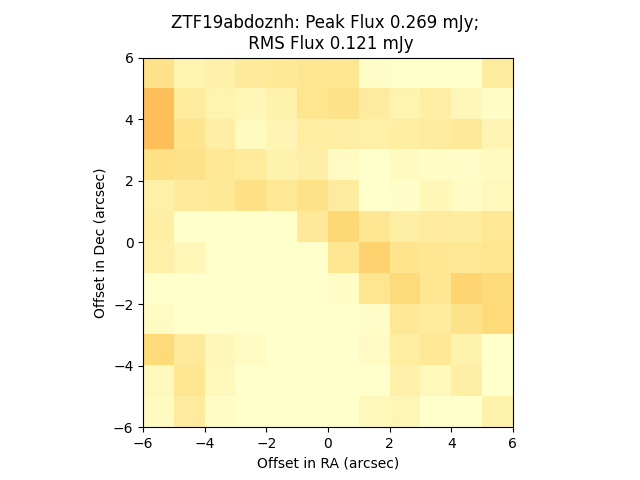 ZTF19abdoznh: Peak Flux 0.269 mJy;
RMS Flux 0.121 mJy
6
4
2
0
−2
−4
−6
Offset in Dec (arcsec)
−6 −4 −2 0 2 4 6
Offset in RA (arcsec)